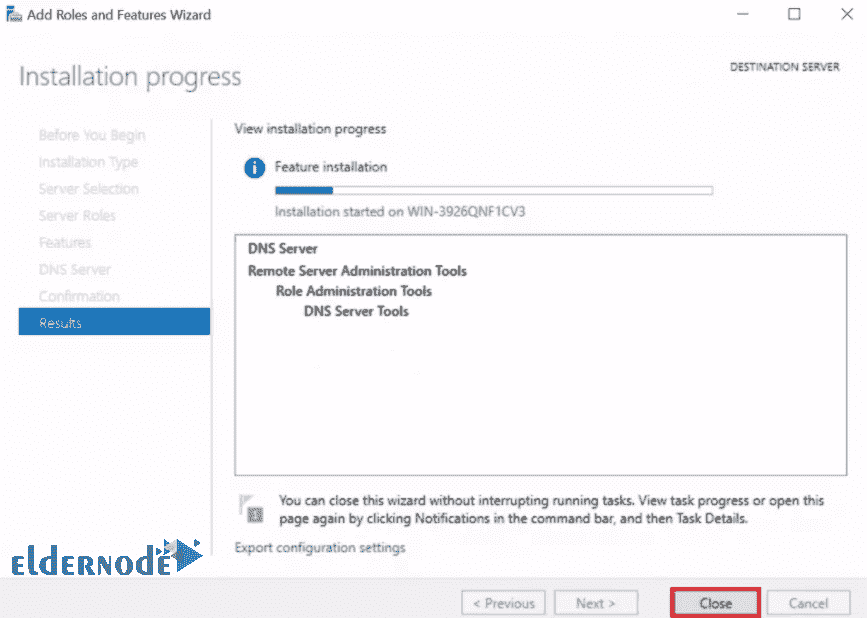 Add Roles and Features Wizard
Installation progress
DESTINATION SERVER
Before You Begin
Installation Type
Server Selection
Server Roles
Features
DNS Server
Confirmation
Results
View installation progress
Feature installation
Installation started on WIN-3926QNF1CV3
DNS Server
Remote Server Administration Tools
Role Administration Tools
DNS Server Tools
You can close this wizard without interrupting running tasks. View task progress or open this
page again by clicking Notifications in the command bar, and then Task Details.
Export configuration settings
eldernode
< Previous
Next >
Close
Cancel